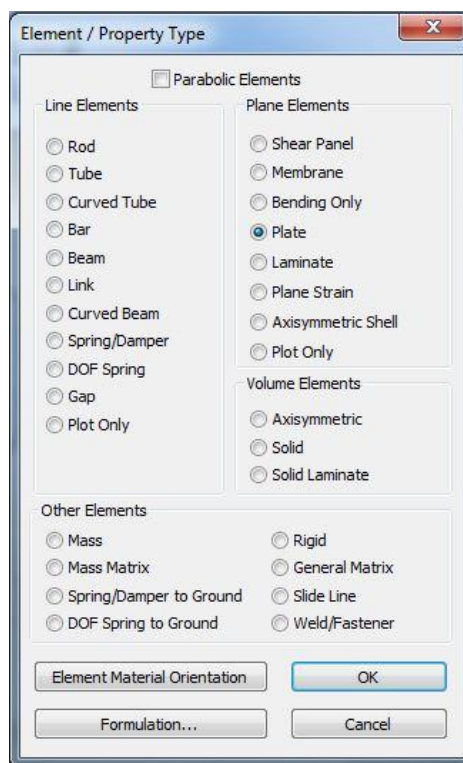 Element / Property Type
Parabolic Elements
Line Elements
Rod
Tube
Curved Tube
Bar
Beam
Link
Curved Beam
Spring/Damper
DOF Spring
Gap
Plot Only
Plane Elements
Shear Panel
Membrane
Bending Only
Plate
Laminate
Plane Strain
Axisymmetric Shell
Plot Only
Volume Elements
Axisymmetric
Solid
Solid Laminate
Other Elements
Mass
Mass Matrix
Spring/Damper to Ground
DOF Spring to Ground
Rigid
General Matrix
Slide Line
Weld/Fastener
Element Material Orientation
OK
Formulation...
Cancel